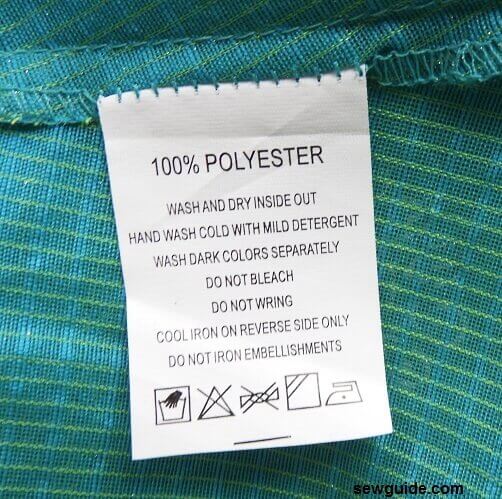 100% POLYESTER
WASH AND DRY INSIDE OUT
HAND WASH COLD WITH MILD DETERGENT
WASH DARK COLORS SEPARATELY
DO NOT BLEACH
DO NOT WRING
COOL IRON ON REVERSE SIDE ONLY
DO NOT IRON EMBELLISHMENTS
sewguide.com